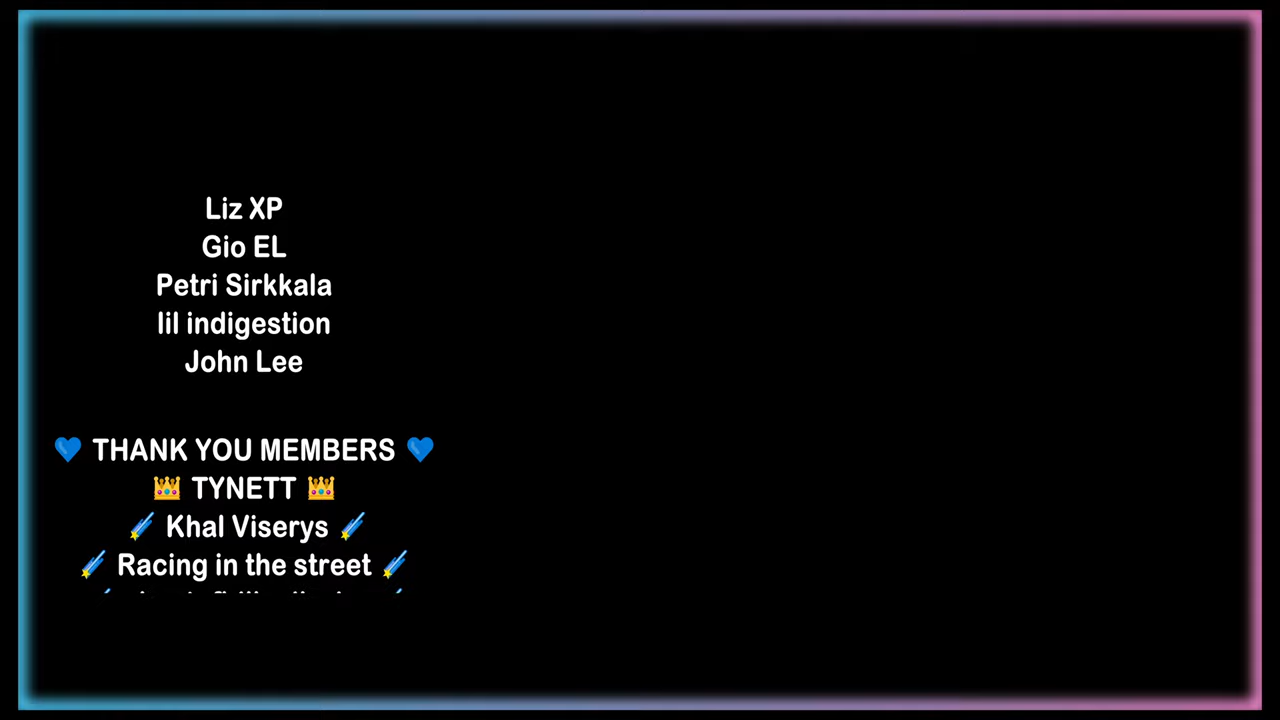 Liz XP
Gio EL
Petri Sirkkala
lil indigestion
John Lee
💙 THANK YOU MEMBERS 💙
👑 TYNETT 👑
☄️ Khal Viserys ☄️
☄️ Racing in the street ☄️